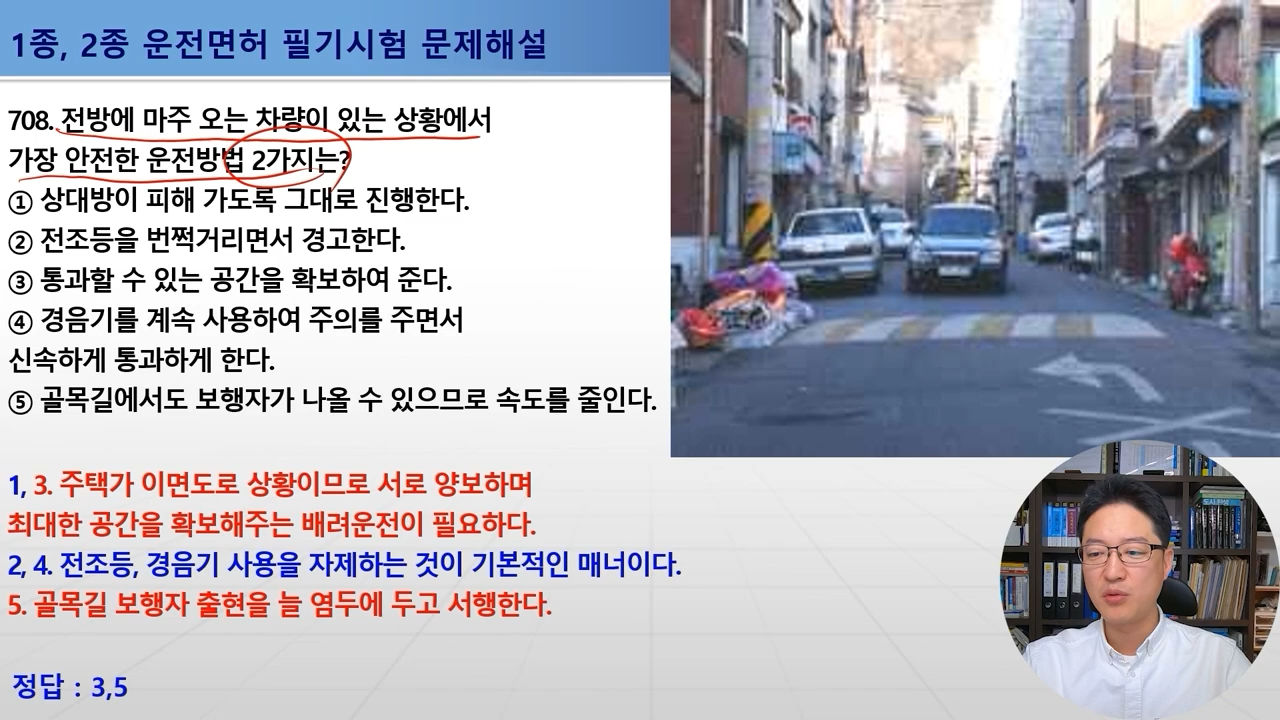 1종, 2종 운전면허 필기시험 문제해설
708. 전방에 마주 오는 차량이 있는 상황에서
가장 안전한 운전방법 2가지는?
① 상대방이 피해 가도록 그대로 진행한다.
② 전조등을 번쩍거리면서 경고한다.
③ 통과할 수 있는 공간을 확보하여 준다.
④ 경음기를 계속 사용하여 주의를 주면서
신속하게 통과하게 한다.
⑤ 골목길에서도 보행자가 나올 수 있으므로 속도를 줄인다.
1, 3. 주택가 이면도로 상황이므로 서로 양보하며
최대한 공간을 확보해주는 배려운전이 필요하다.
2, 4. 전조등, 경음기 사용을 자제하는 것이 기본적인 매너이다.
5. 골목길 보행자 출현을 늘 염두에 두고 서행한다.
정답 : 3,5